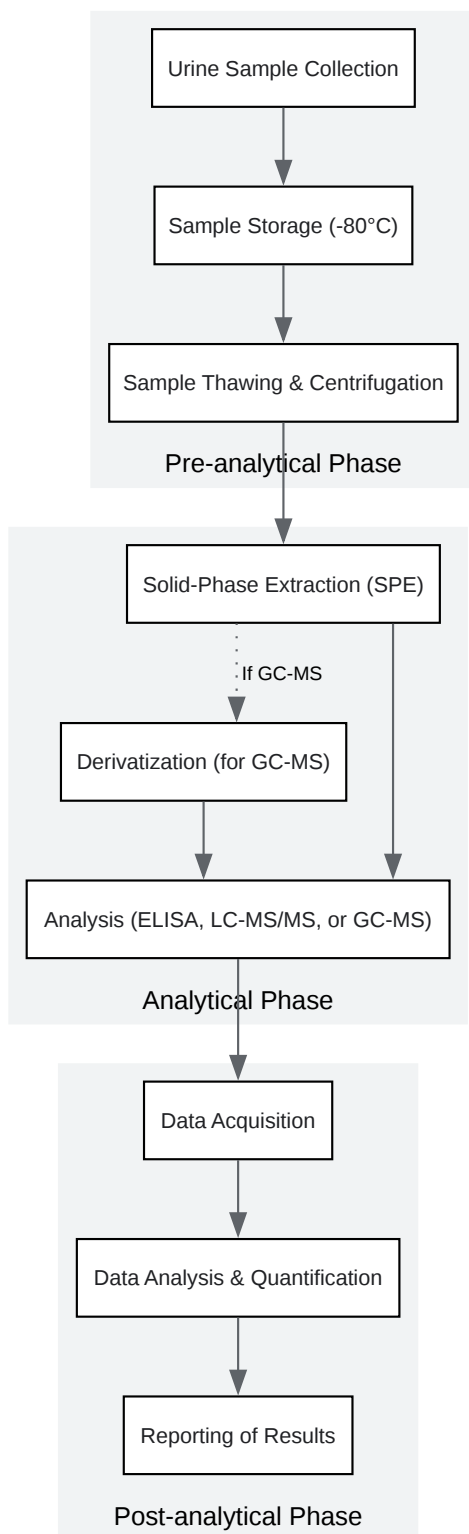 Urine Sample Collection
Sample Storage (-80°C)
Sample Thawing & Centrifugation
Pre-analytical Phase
Solid-Phase Extraction (SPE)
If GC-MS
Derivatization (for GC-MS)
Analysis (ELISA, LC-MS/MS, or GC-MS)
Analytical Phase
Data Acquisition
Data Analysis & Quantification
Reporting of Results
Post-analytical Phase